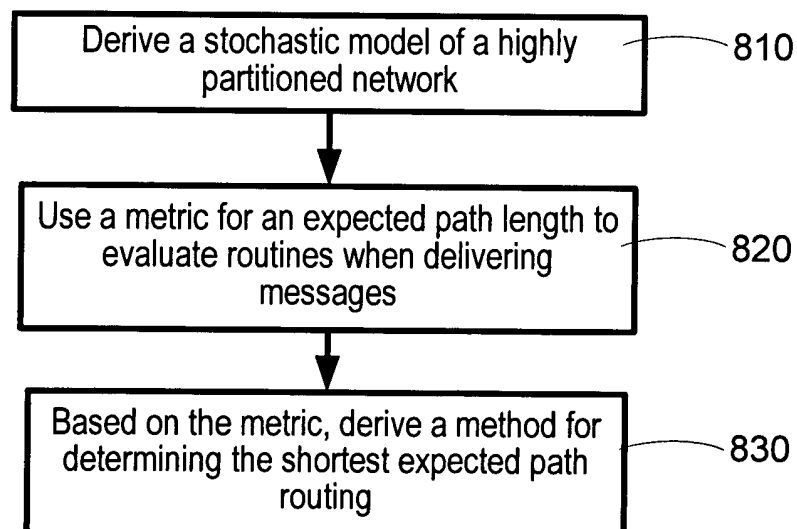 Derive a stochastic model of a highly
partitioned network
810
Use a metric for an expected path length to
evaluate routines when delivering
messages
820
Based on the metric, derive a method for
determining the shortest expected path
routing
830